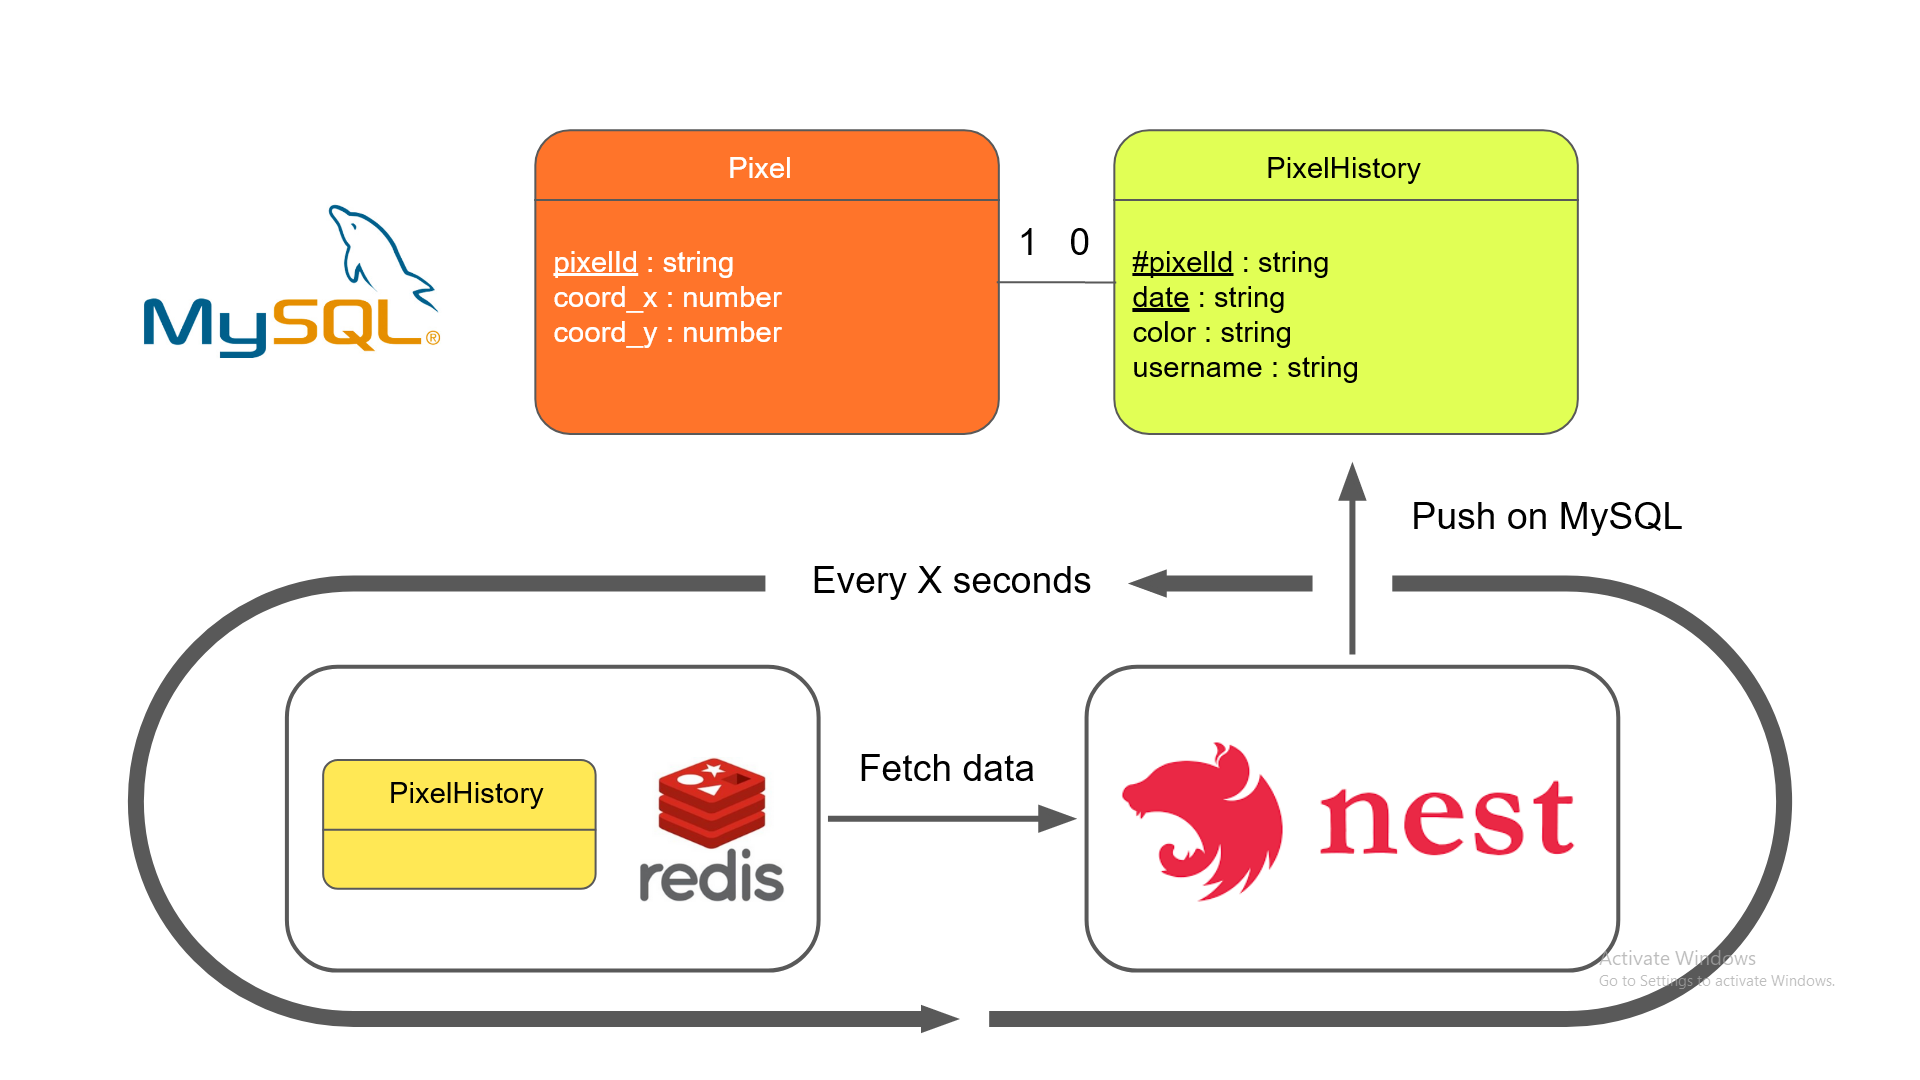 Pixel
pixelId : string
coord_x : number
coord_y : number
1 0
PixelHistory
#pixelId : string
date : string
color : string
username : string
MySQL®
Push on MySQL
Every X seconds
PixelHistory
redis
Fetch data
nest
Activate Windows
Go to Settings to activate Windows.